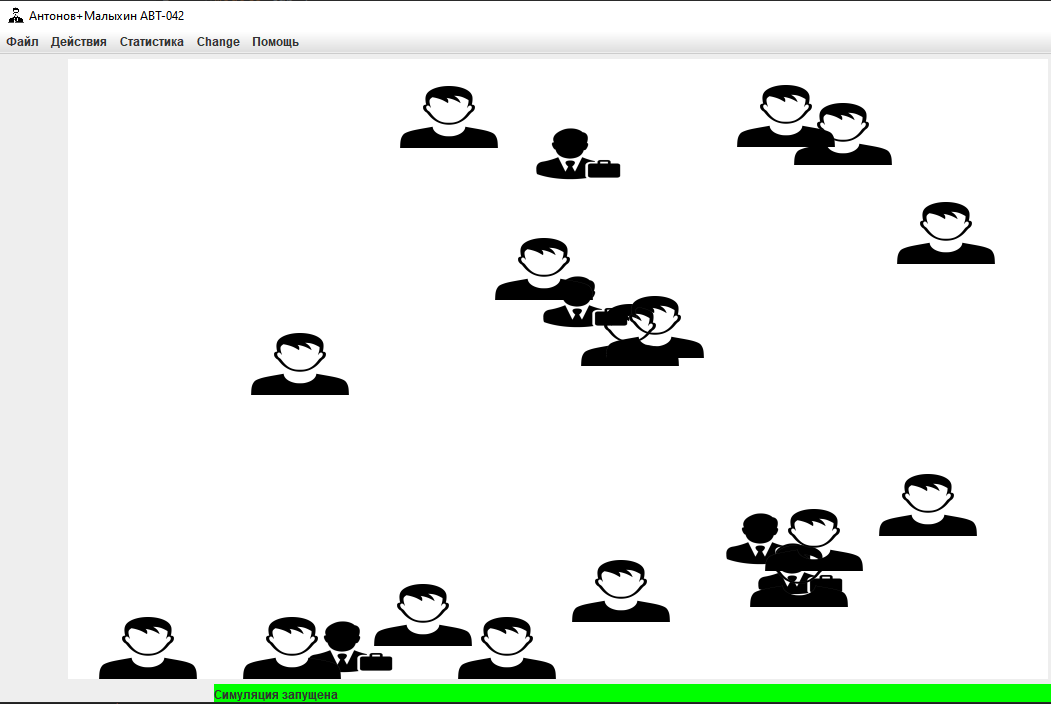 Антонов+Малыхин АВТ-042
Файл Действия Статистика Change Помощь
Симуляция запущена